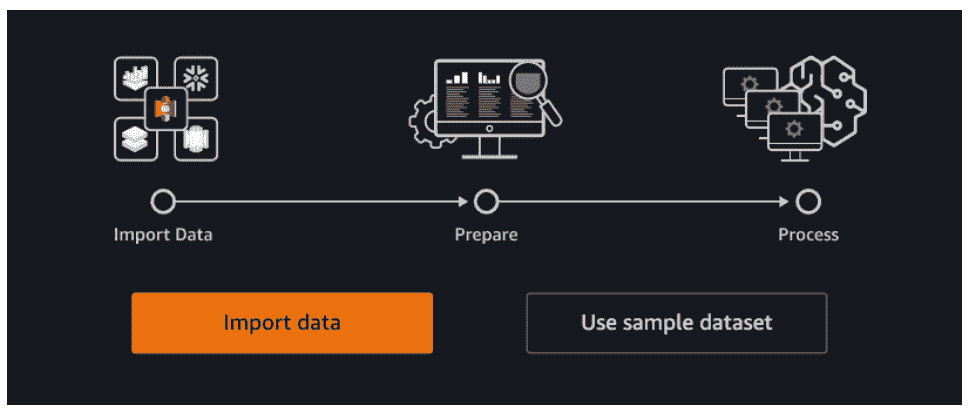 Import Data
Prepare
Process
Import data
Use sample dataset